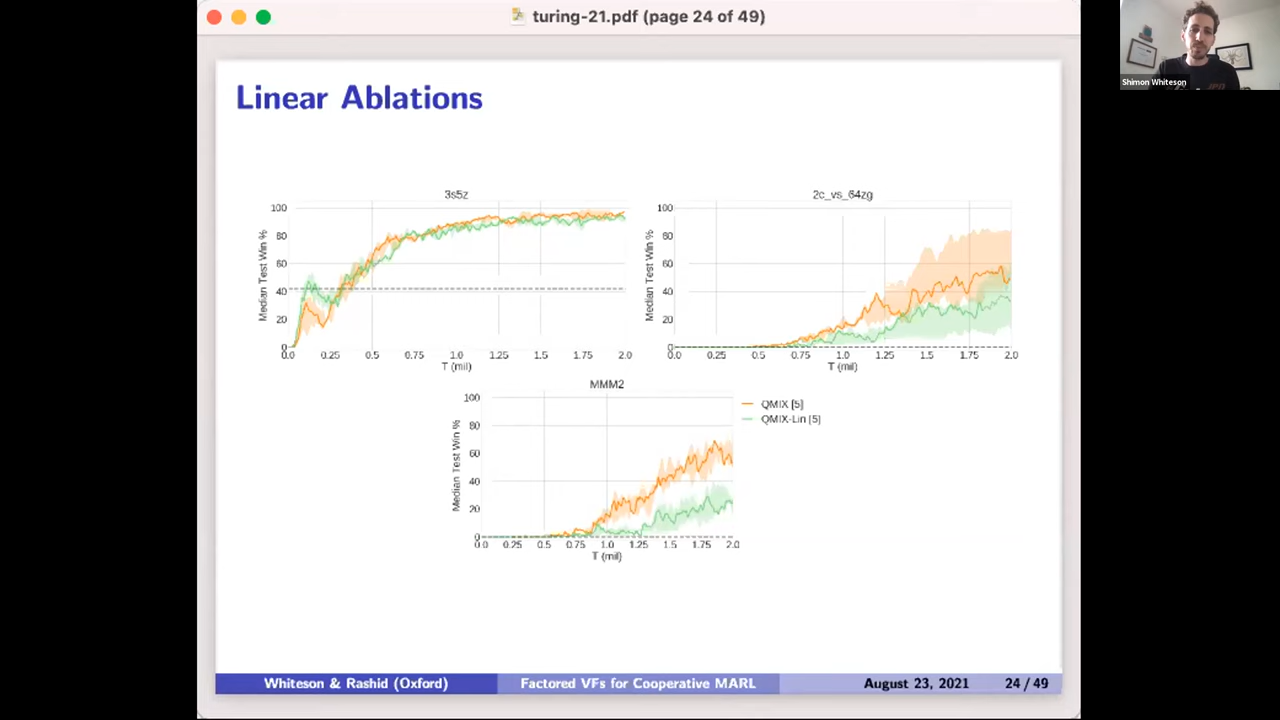 turing-21.pdf (page 24 of 49)
Shimon Whiteson
Linear Ablations
3s5z
100
80
60
40
20
0
Median Test Win %
0.0 0.25 0.5 0.75 1.0 1.25 1.5 1.75 2.0
T (mil)
2c_vs_64zg
100
80
60
40
20
0
Median Test Win %
0.0 0.25 0.5 0.75 1.0 1.25 1.5 1.75 2.0
T (mil)
MMM2
100
80
60
40
20
0
Median Test Win %
0.0 0.25 0.5 0.75 1.0 1.25 1.5 1.75 2.0
T (mil)
QMIX [5]
QMIX-Lin [5]
Whiteson & Rashid (Oxford) Factored VFs for Cooperative MARL August 23, 2021 24 / 49